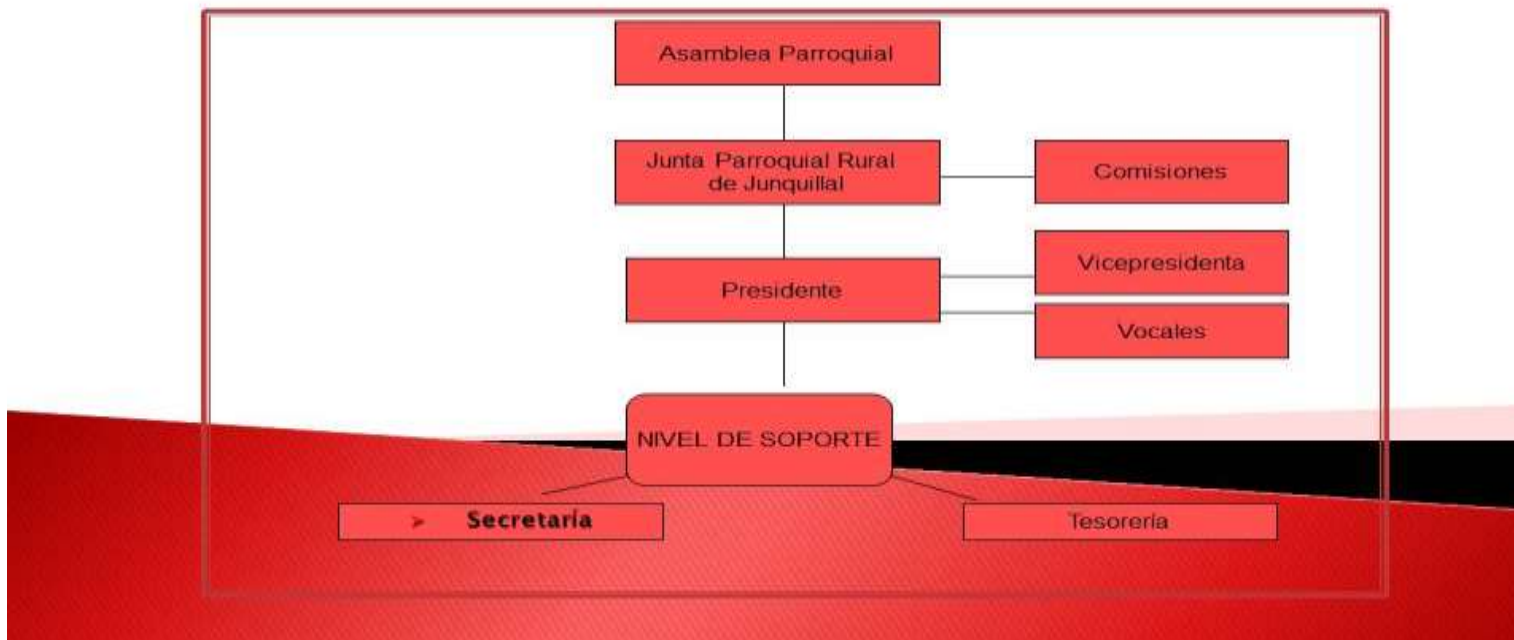 Asamblea Parroquial
Junta Parroquial Rural
de Junquillal
Comisiones
Presidente
Vicepresidenta
Vocales
NIVEL DE SOPORTE
➢ Secretaría
Tesorería